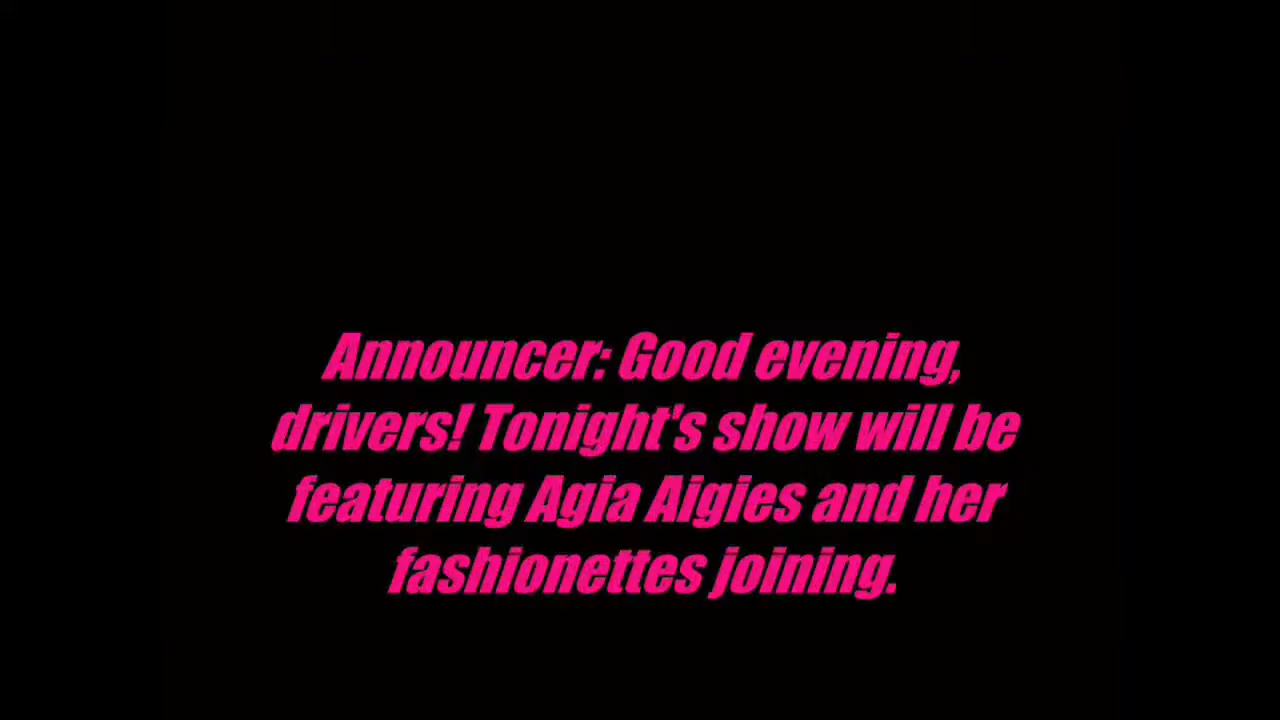 Announcer: Good evening,
drivers! Tonight's show will be
featuring Agia Aigies and her
fashionettes joining.